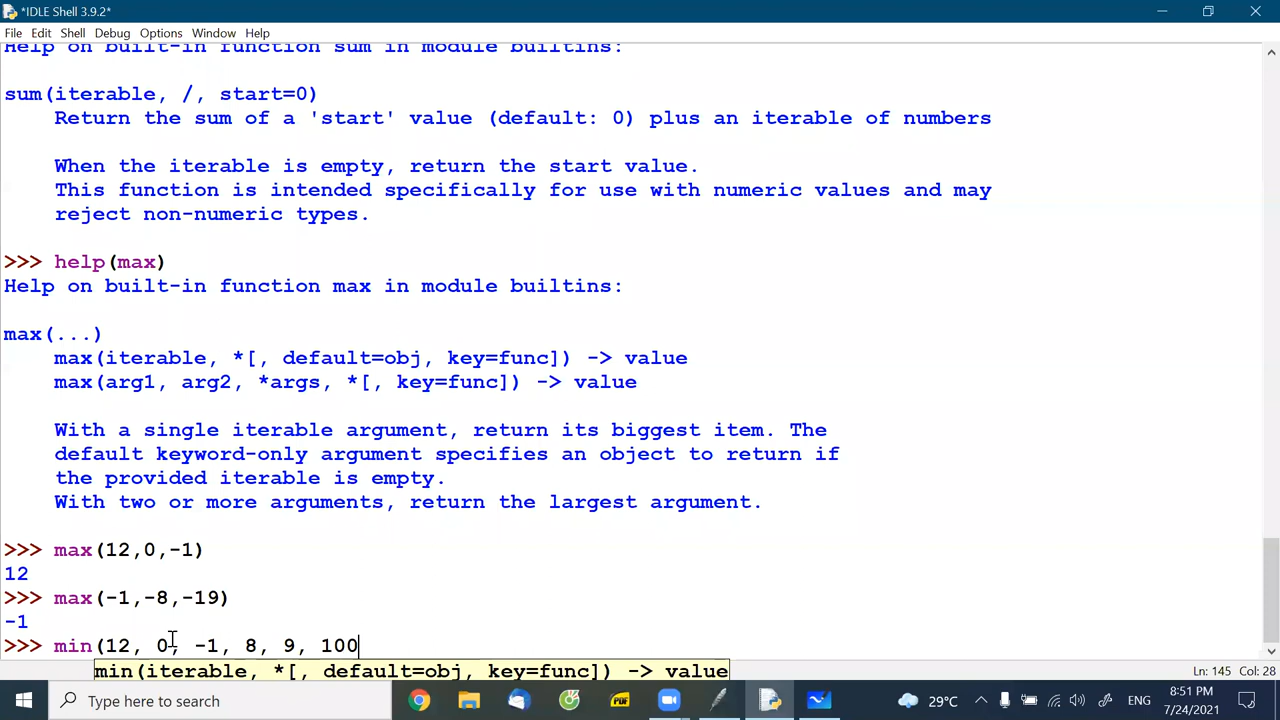 *IDLE Shell 3.9.2*
File Edit Shell Debug Options Window Help
Help on built-in function sum in module builtins:
sum(iterable, /, start=0)
Return the sum of a 'start' value (default: 0) plus an iterable of numbers
When the iterable is empty, return the start value.
This function is intended specifically for use with numeric values and may
reject non-numeric types.
>>> help(max)
Help on built-in function max in module builtins:
max(...)
max(iterable, *[, default=obj, key=func]) -> value
max(arg1, arg2, *args, *[, key=func]) -> value
With a single iterable argument, return its biggest item. The
default keyword-only argument specifies an object to return if
the provided iterable is empty.
With two or more arguments, return the largest argument.
>>> max(12,0,-1)
12
>>> max(-1,-8,-19)
-1
>>> min(12, 0, -1, 8, 9, 100
min(iterable, *[, default=obj, key=func]) -> value
Ln: 145 Col: 28
Type here to search
PDF
29°C
ENG
8:51 PM
7/24/2021